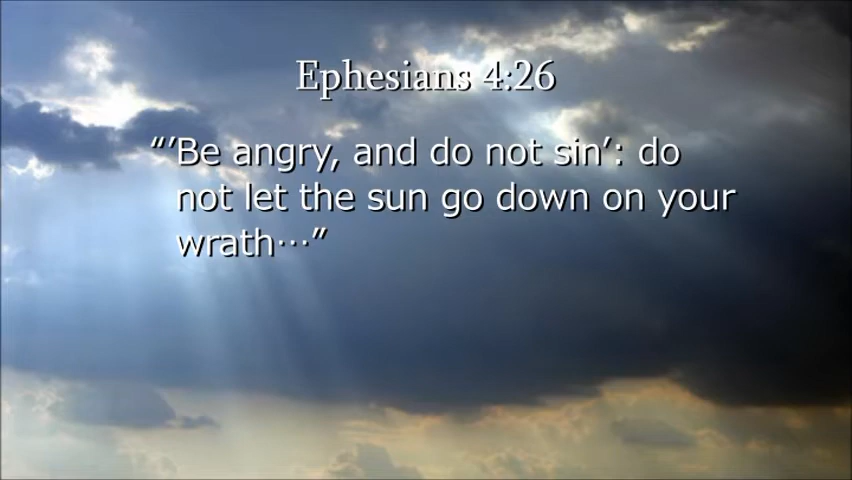 Ephesians 4:26
“’Be angry, and do not sin’: do
not let the sun go down on your
wrath…”